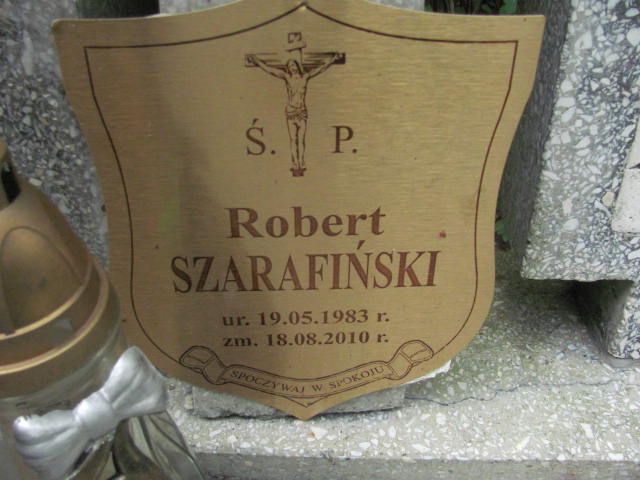 Ś. P.
Robert
SZARAFIŃSKI
ur. 19.05.1983 r.
zm. 18.08.2010 r.
SPOCZYWAJ W SPOKOJU